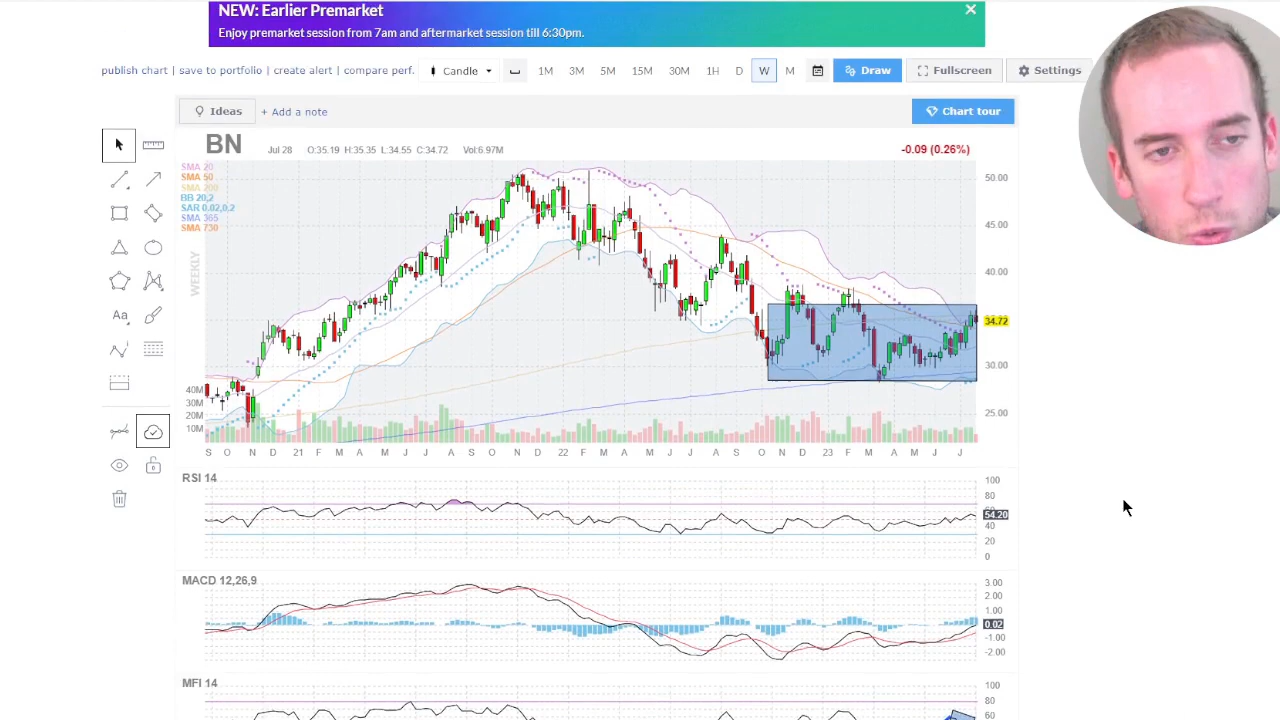 NEW: Earlier Premarket
Enjoy premarket session from 7am and aftermarket session till 6:30pm.
publish chart | save to portfolio | create alert | compare perf.
Candle
1M 3M 5M 15M 30M 1H D W M
Draw
Fullscreen
Settings
Ideas
+ Add a note
Chart tour
BN
Jul 28 O:35.19 H:35.35 L:34.55 C:34.72 Vol:6.97M
-0.09 (0.26%)
SMA 20
SMA 50
SMA 200
BB 20,2
SAR 0.02,0.2
SMA 365
SMA 730
WEEKLY
Aa
50.00
45.00
40.00
34.72
30.00
25.00
40M
30M
20M
10M
S O N D 21 F M A M J J A S O N D 22 F M A M J J A S O N D 23 F M A M J J
RSI 14
100
80
54.20
40
20
0
MACD 12,26,9
3.00
2.00
1.00
0.02
-1.00
-2.00
MFI 14
100
80
60